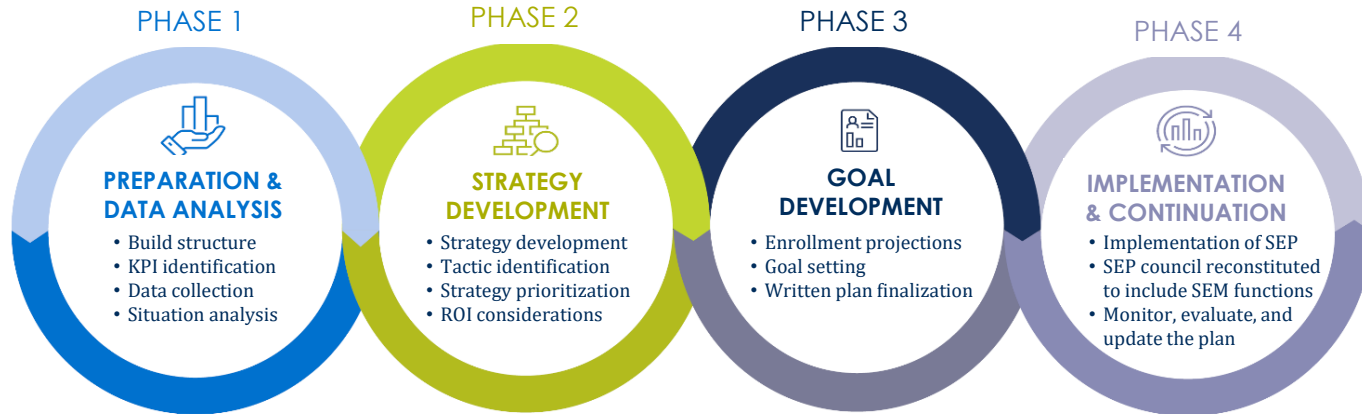 PHASE 1
PREPARATION &
DATA ANALYSIS
• Build structure
• KPI identification
• Data collection
• Situation analysis
PHASE 2
STRATEGY
DEVELOPMENT
• Strategy development
• Tactic identification
• Strategy prioritization
• ROI considerations
PHASE 3
GOAL
DEVELOPMENT
• Enrollment projections
• Goal setting
• Written plan finalization
PHASE 4
IMPLEMENTATION
& CONTINUATION
• Implementation of SEP
• SEP council reconstituted
to include SEM functions
• Monitor, evaluate, and
update the plan